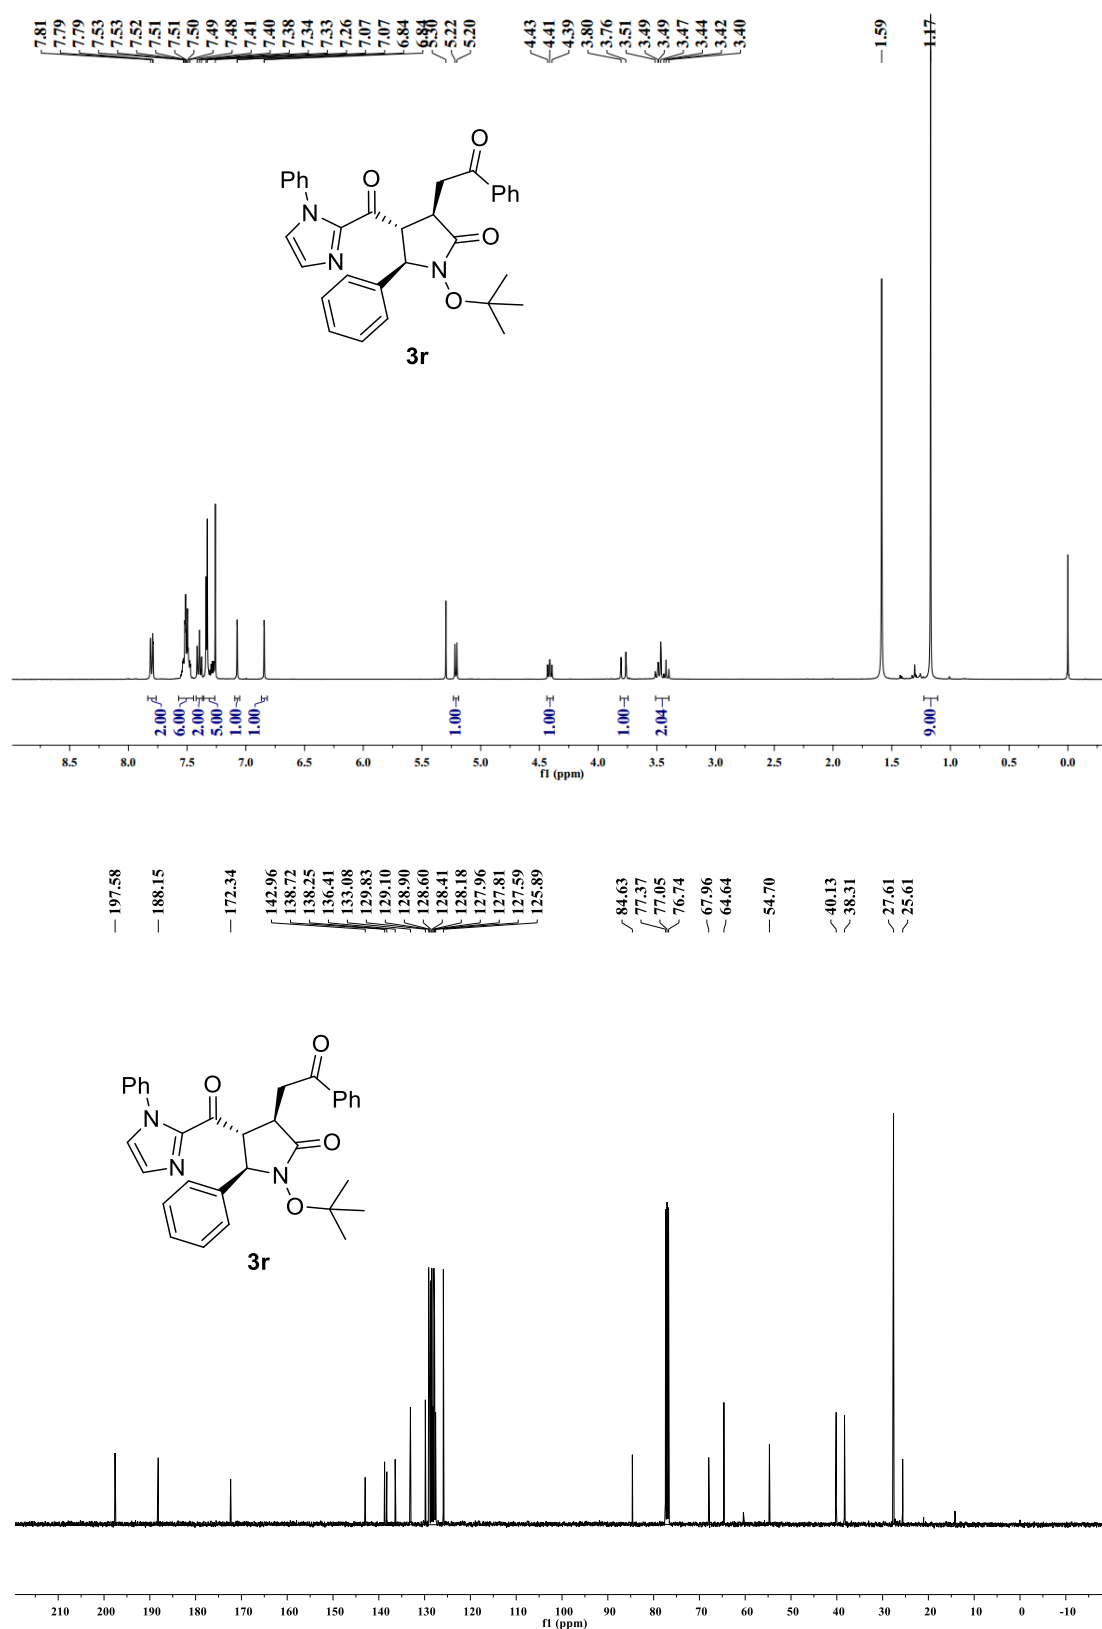 7.81 7.79 7.79 7.53 7.53 7.52 7.51 7.51 7.50 7.49 7.48 7.41 7.40 7.38 7.34 7.33 7.26 7.07 7.07 6.84 6.84 5.30 5.22 5.20 4.43 4.41 4.39 3.80 3.76 3.51 3.49 3.49 3.47 3.44 3.42 3.40 1.59 1.17
O
Ph
O
Ph
N
O
N
N
O
3r
2.00 6.00 2.00 5.00 1.00 1.00 1.00 1.00 1.00 2.04 9.00
8.5 8.0 7.5 7.0 6.5 6.0 5.5 5.0 4.5 4.0 3.5 3.0 2.5 2.0 1.5 1.0 0.5 0.0
f1 (ppm)
197.58 188.15 172.34 142.96 138.72 138.25 136.41 133.08 129.83 129.10 128.90 128.60 128.41 128.18 127.96 127.81 127.59 125.89 84.63 77.37 77.05 76.74 67.96 64.64 54.70 40.13 38.31 27.61 25.61
O
Ph
O
Ph
N
O
N
N
O
3r
210 200 190 180 170 160 150 140 130 120 110 100 90 80 70 60 50 40 30 20 10 0 -10
f1 (ppm)